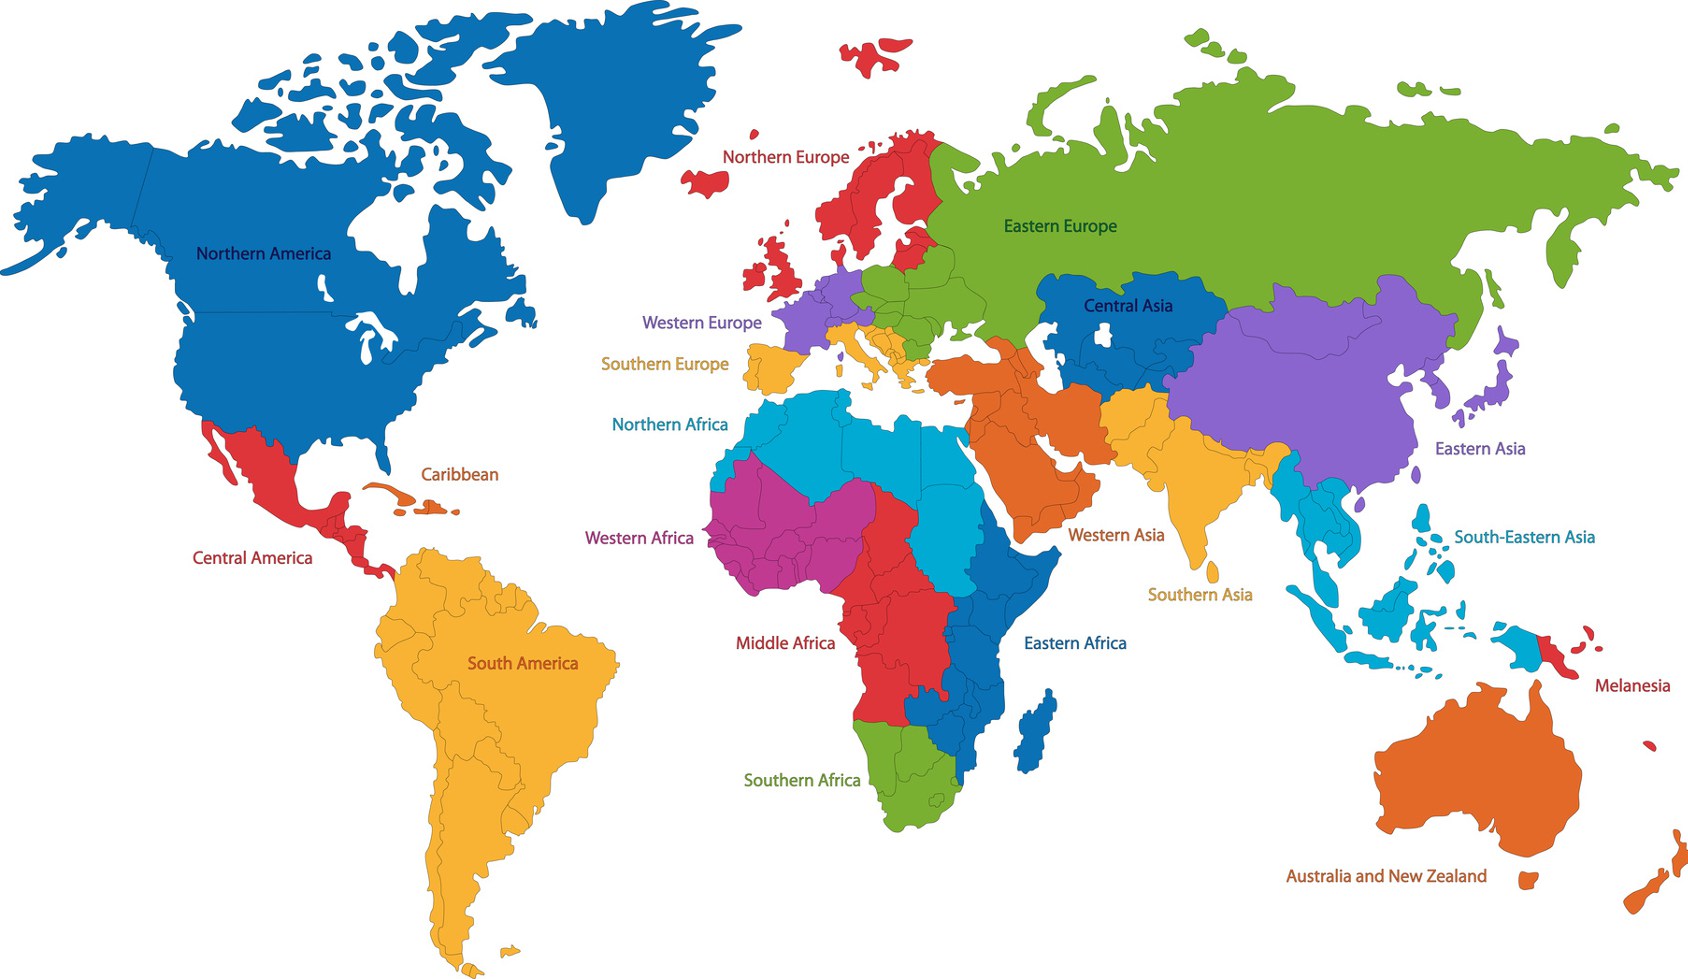 Northern Europe
Eastern Europe
Northern America
Central Asia
Western Europe
Southern Europe
Northern Africa
Eastern Asia
Caribbean
Western Asia
South-Eastern Asia
Western Africa
Central America
Southern Asia
Middle Africa
Eastern Africa
South America
Melanesia
Southern Africa
Australia and New Zealand